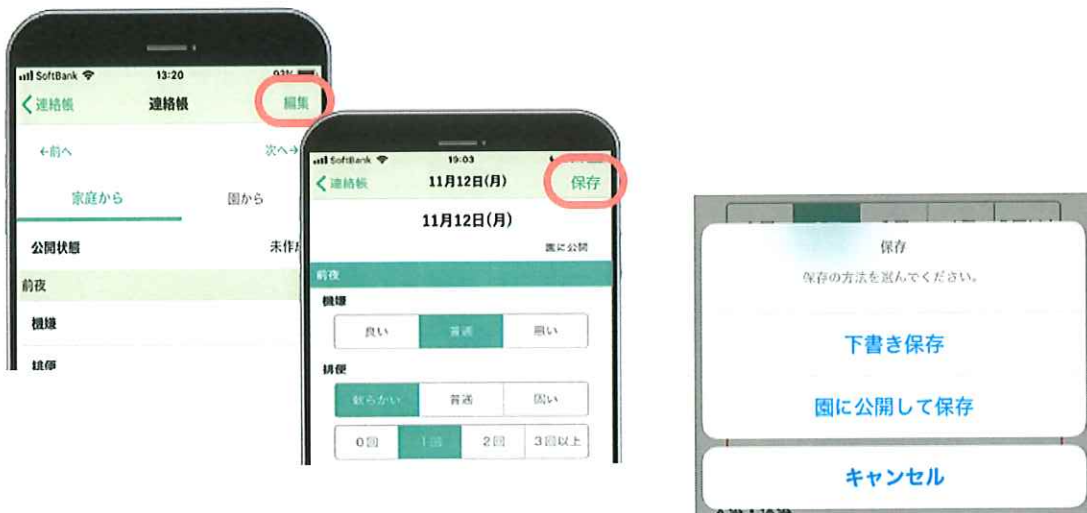 SoftBank 13:20 93%
連絡帳 連絡帳 編集
←前へ 次へ→
家庭から 園から
公開状態 未作成
前夜
機嫌
排便
SoftBank 19:03
連絡帳 11月12日(月) 保存
11月12日(月)
園に公開
前夜
機嫌
良い 普通 悪い
排便
軟らかい 普通 固い
0回 1回 2回 3回以上
保存
保存の方法を選んでください。
下書き保存
園に公開して保存
キャンセル